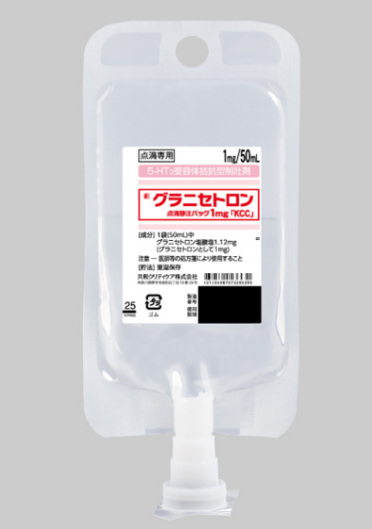 点滴専用 1mg/50mL
5-HT₃受容体拮抗型制吐剤
劇 グラニセトロン
点滴静注バッグ1mg「KCC」
[成分] 1袋(50mL)中
グラニセトロン塩酸塩1.12mg
(グラニセトロンとして1mg)
注意－医師等の処方箋により使用すること
[貯法] 室温保存
共和クリティケア株式会社
25
ゴム
製造
番号
使用
期限